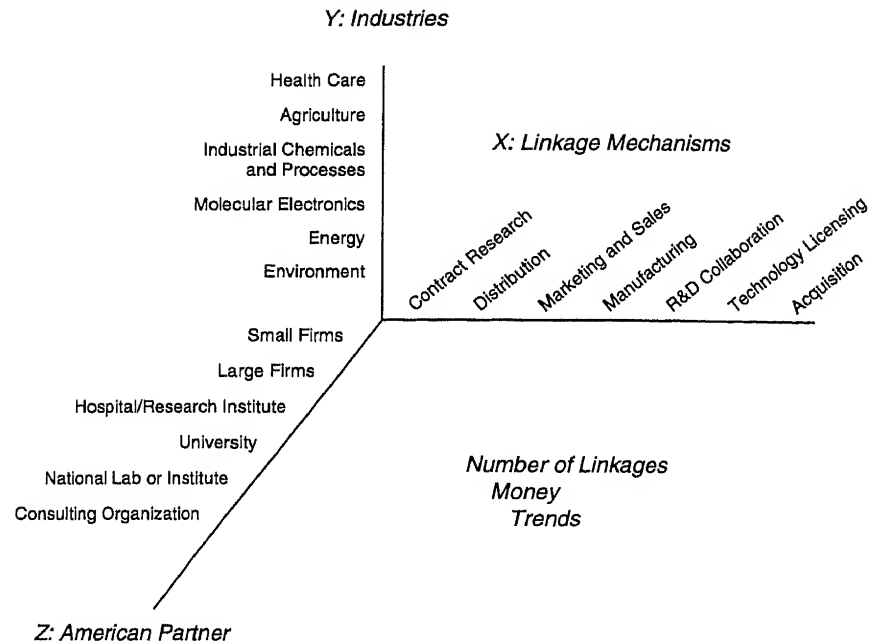 Y: Industries
Health Care
Agriculture
Industrial Chemicals
and Processes
Molecular Electronics
Energy
Environment
X: Linkage Mechanisms
Contract Research
Distribution
Marketing and Sales
Manufacturing
R&D Collaboration
Technology Licensing
Acquisition
Small Firms
Large Firms
Hospital/Research Institute
University
National Lab or Institute
Consulting Organization
Z: American Partner
Number of Linkages
Money
Trends